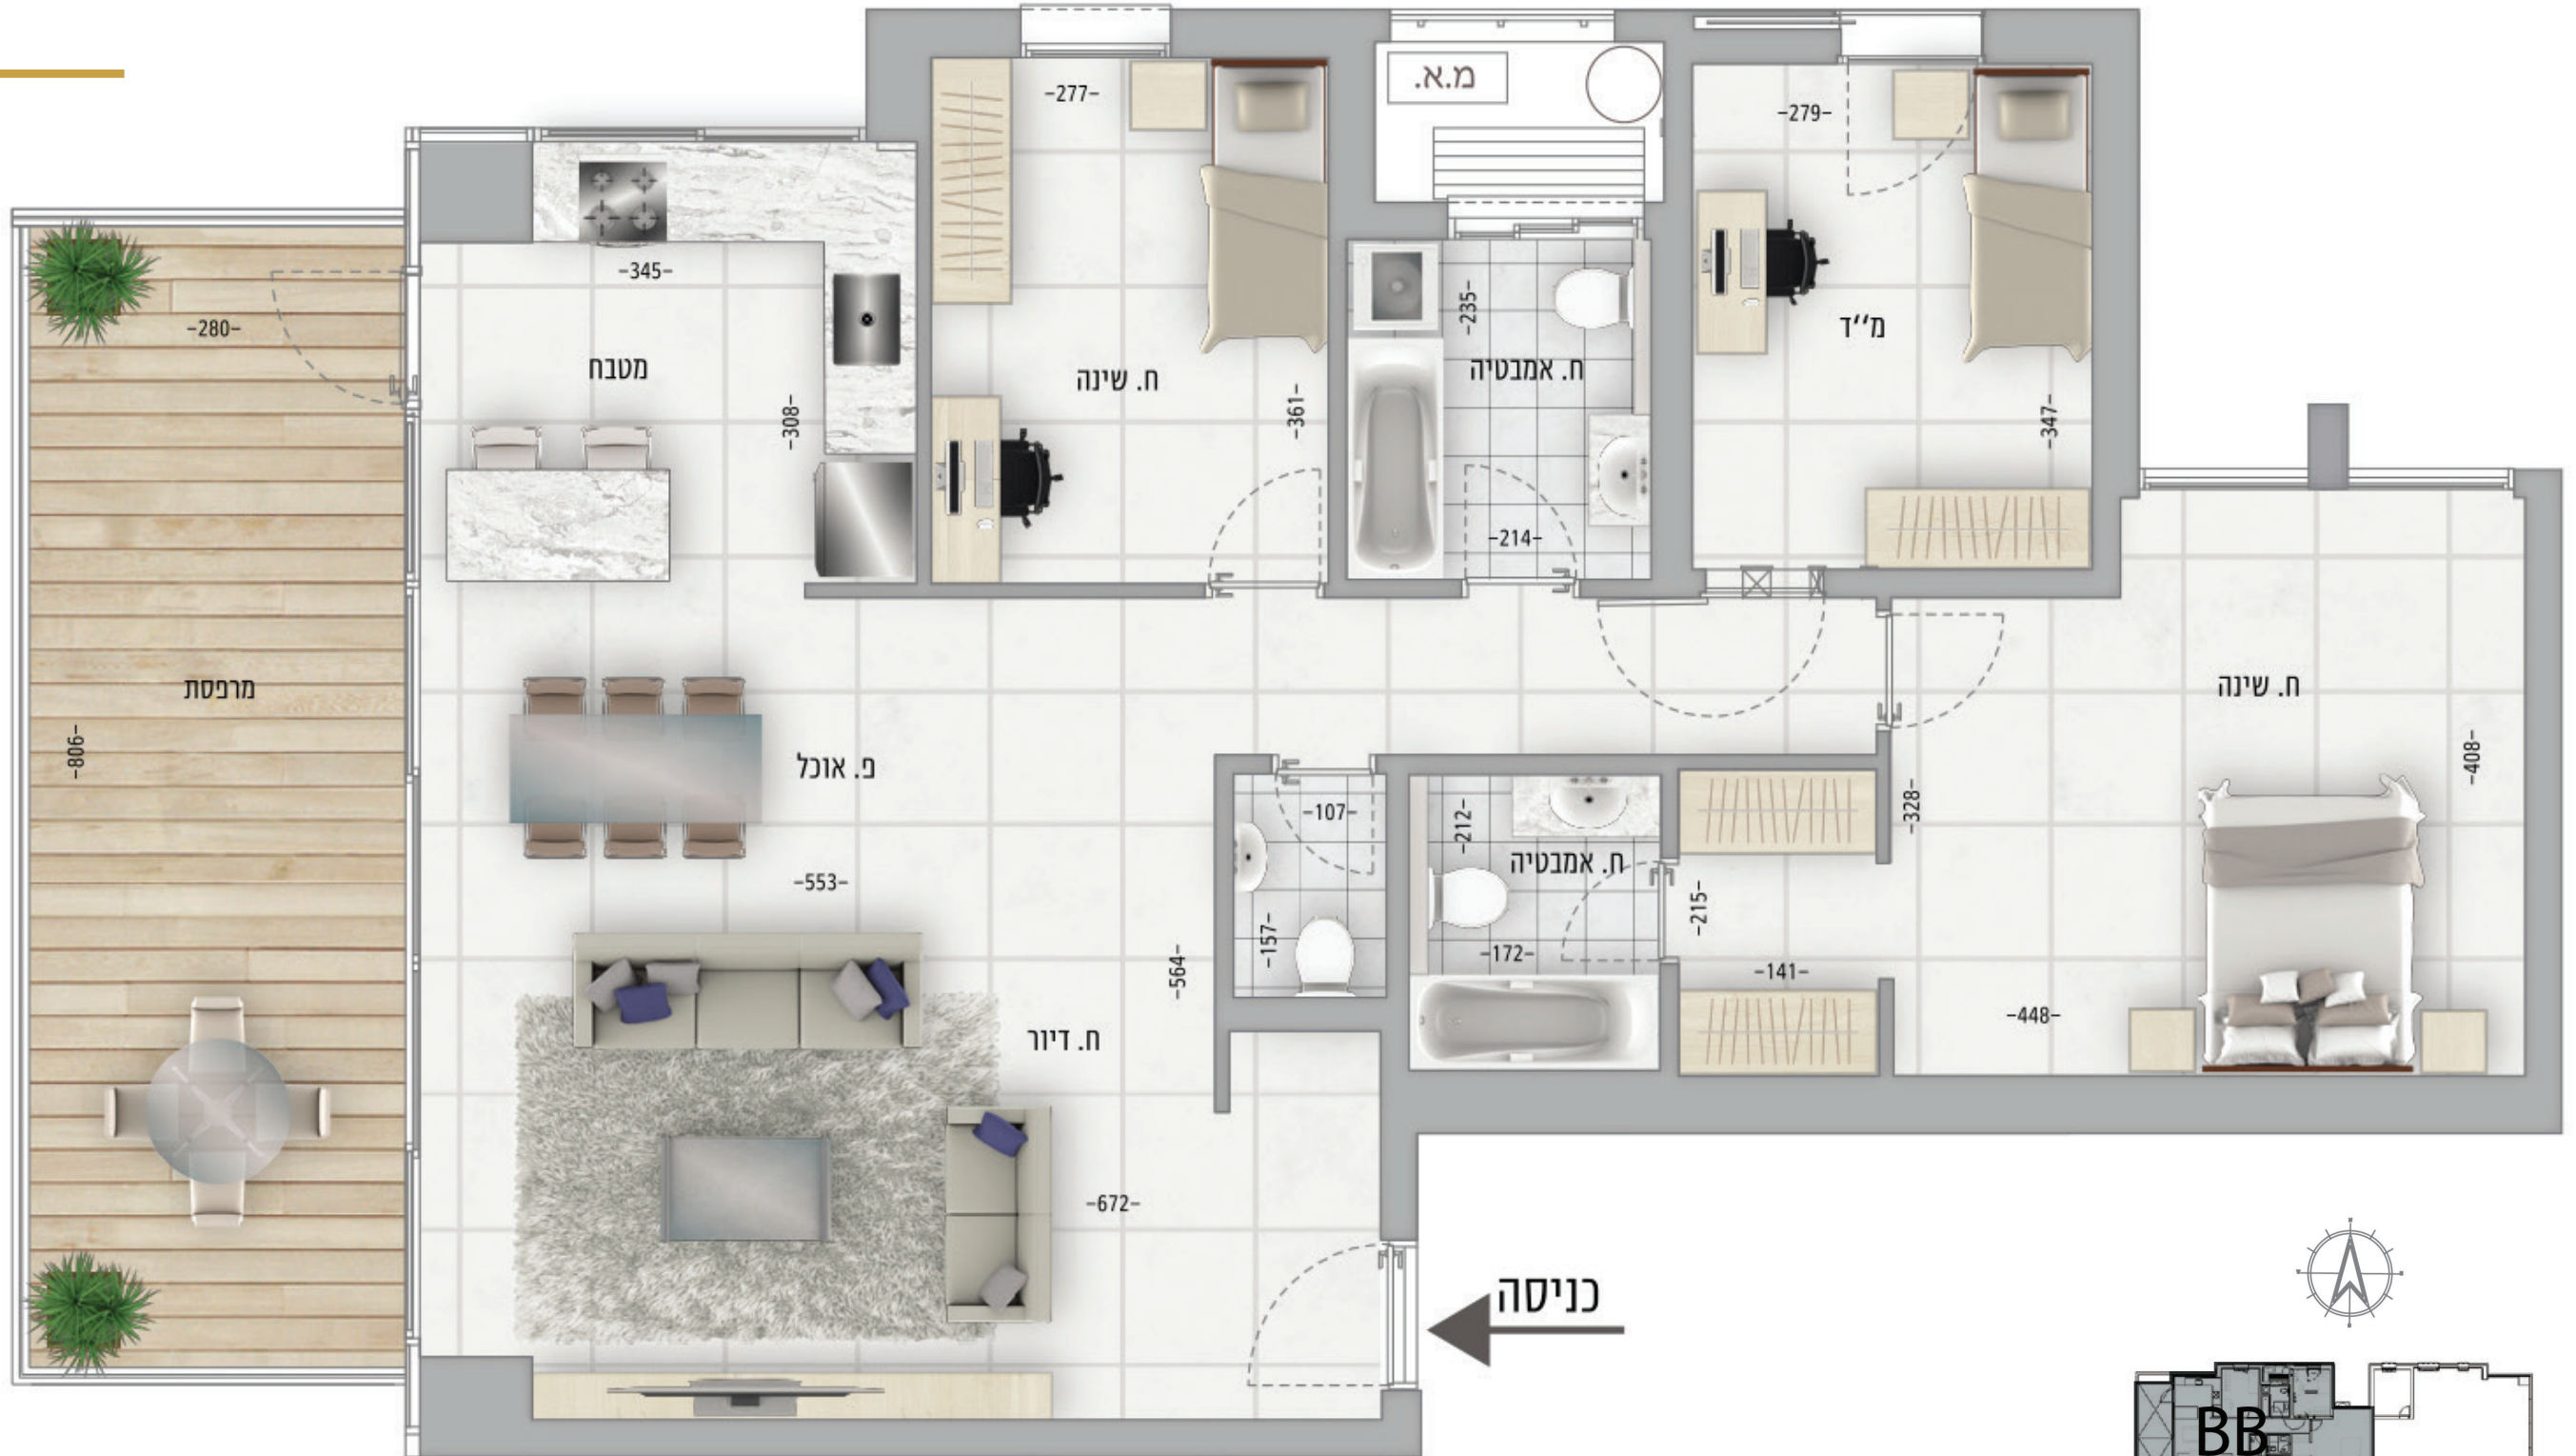 מ.א.
-277-
-279-
-345-
-280-
-235-
מ''ד
מטבח
ח. שינה
ח. אמבטיה
-308-
-361-
-347-
-214-
מרפסת
ח. שינה
-806-
פ. אוכל
-408-
-107-
-212-
-328-
ח. אמבטיה
-553-
-215-
-157-
-172-
-564-
-141-
-448-
ח. דיור
-672-
כניסה
BB